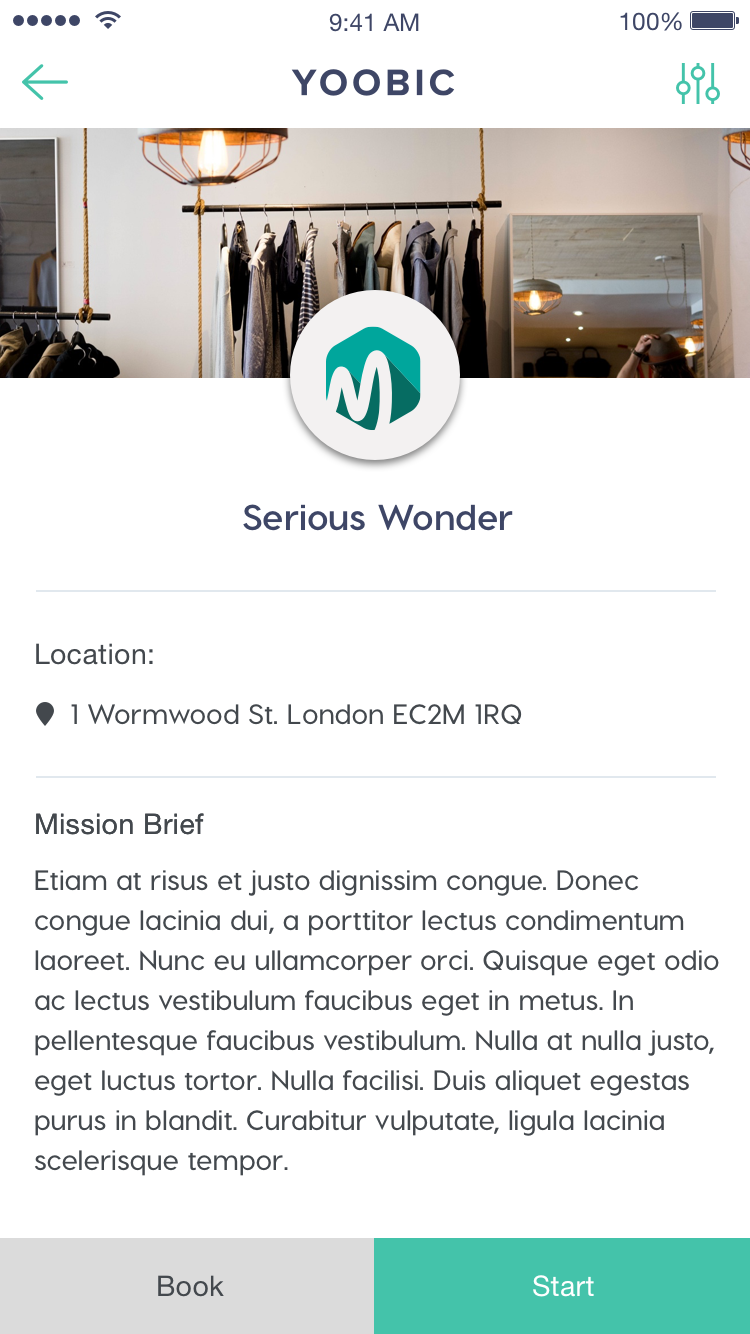 9:41 AM
100%
YOOBIC
Serious Wonder
Location:
1 Wormwood St. London EC2M 1RQ
Mission Brief
Etiam at risus et justo dignissim congue. Donec
congue lacinia dui, a porttitor lectus condimentum
laoreet. Nunc eu ullamcorper orci. Quisque eget odio
ac lectus vestibulum faucibus eget in metus. In
pellentesque faucibus vestibulum. Nulla at nulla justo,
eget luctus tortor. Nulla facilisi. Duis aliquet egestas
purus in blandit. Curabitur vulputate, ligula lacinia
scelerisque tempor.
Book
Start